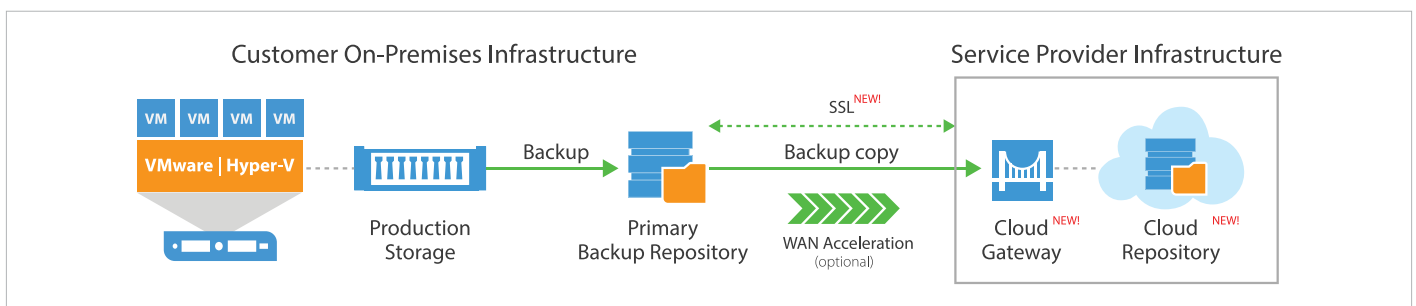 Customer On-Premises Infrastructure
Service Provider Infrastructure
VM VM VM VM
VMware | Hyper-V
Backup
SSL NEW!
Backup copy
Production
Storage
Primary
Backup Repository
WAN Acceleration
(optional)
Cloud NEW!
Gateway
Cloud NEW!
Repository